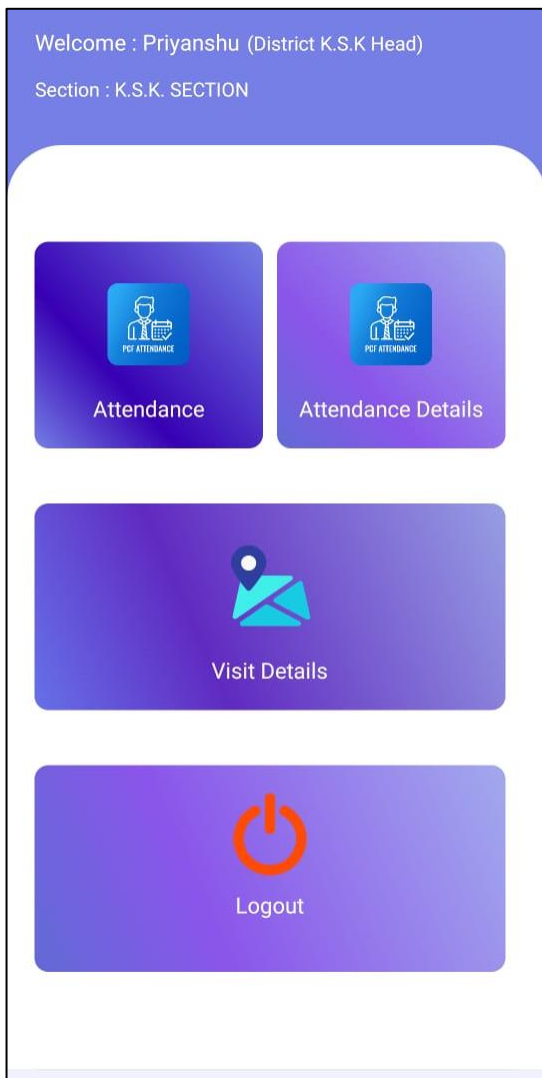 Welcome : Priyanshu (District K.S.K Head)
Section : K.S.K. SECTION
PCF ATTENDANCE
Attendance
PCF ATTENDANCE
Attendance Details
Visit Details
Logout